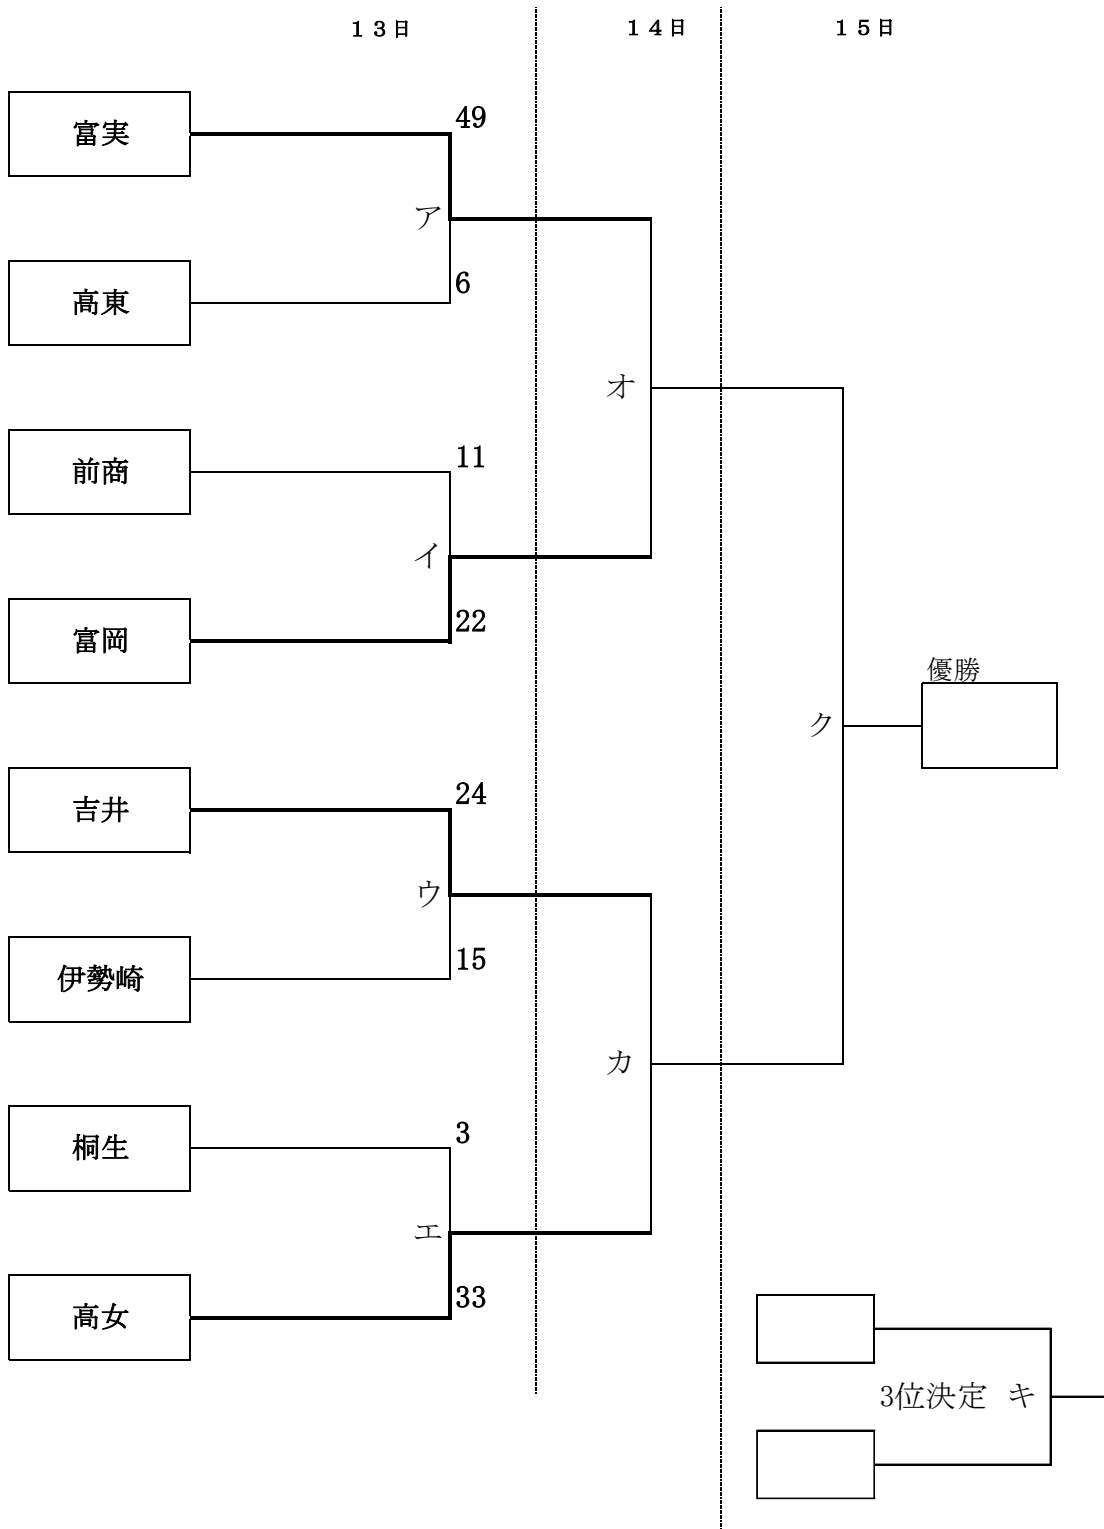 １３日
１４日
１５日
49
富実
ア
6
高東
オ
11
前商
イ
22
富岡
優勝
ク
24
吉井
ウ
15
伊勢崎
カ
3
桐生
エ
33
高女
3位決定　キ